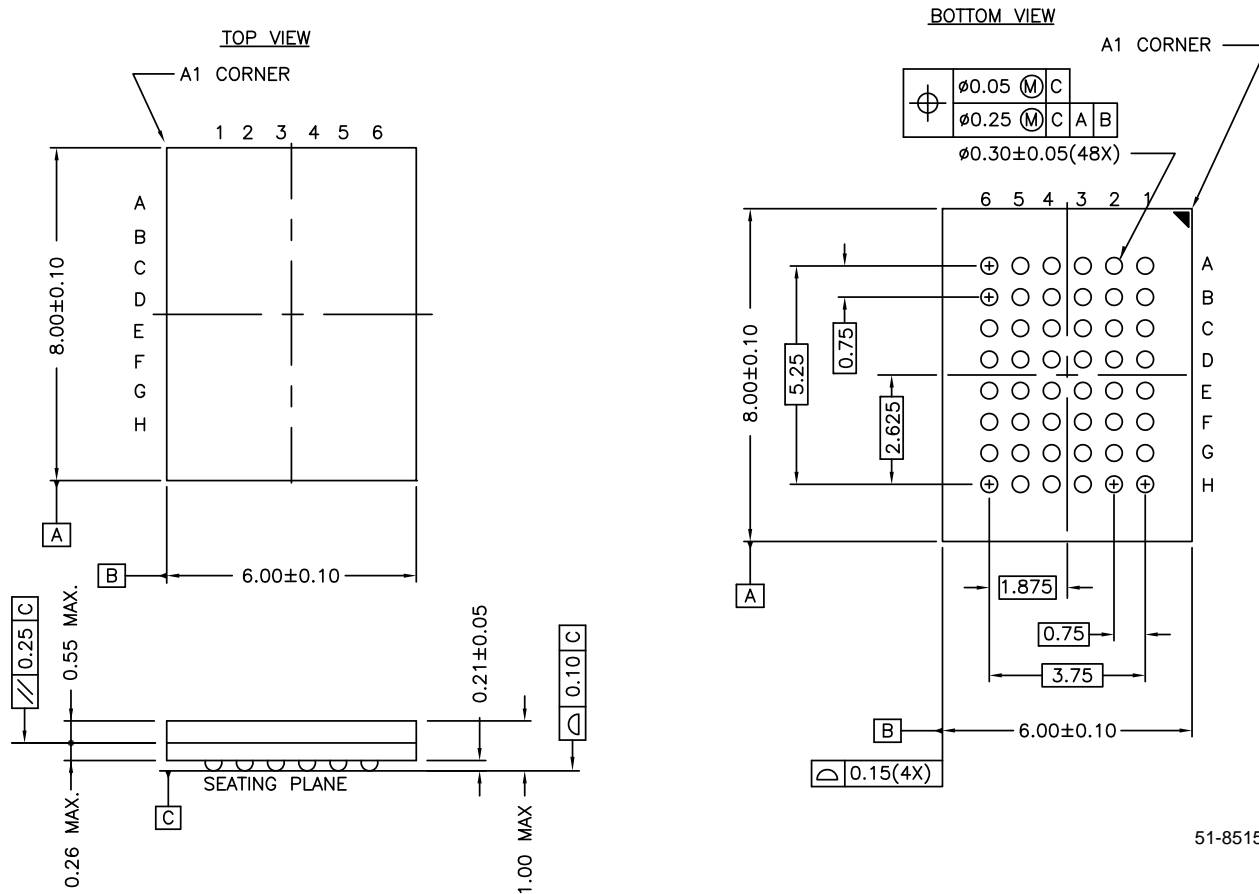 TOP VIEW
A1 CORNER
1 2 3 4 5 6
A
B
C
D
E
F
G
H
8.00±0.10
A
B
6.00±0.10
// 0.25 C
0.55 MAX.
0.21±0.05
⌓ 0.10 C
SEATING PLANE
C
0.26 MAX.
1.00 MAX
BOTTOM VIEW
A1 CORNER
⌖ ø0.05 Ⓜ C
ø0.25 Ⓜ C A B
ø0.30±0.05(48X)
6 5 4 3 2 1
A
B
C
D
E
F
G
H
8.00±0.10
5.25
0.75
2.625
A
1.875
0.75
3.75
B
6.00±0.10
⌓ 0.15(4X)
51-8515